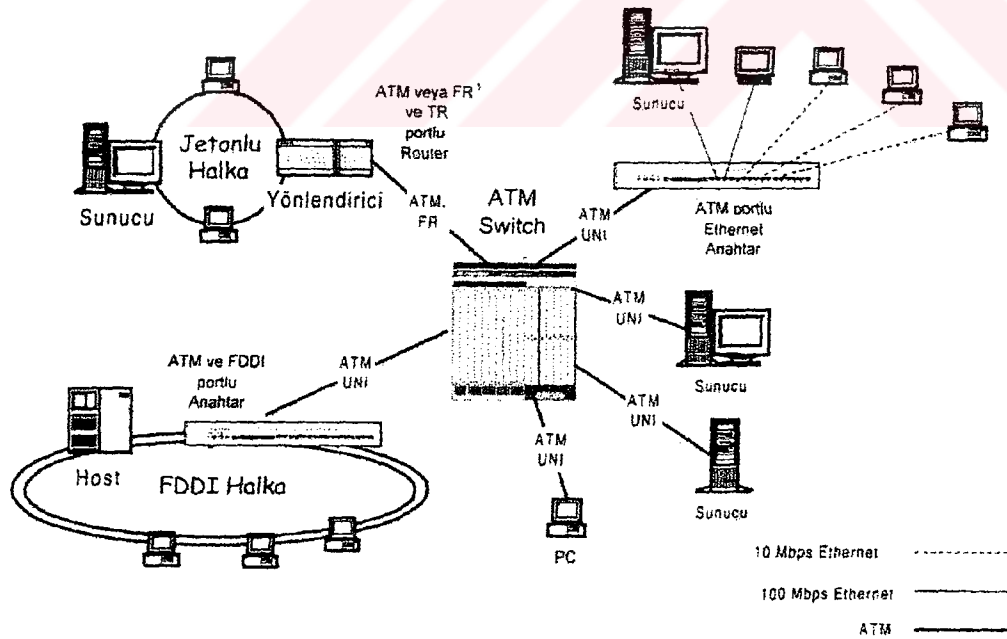 ATM veya FR¹
ve TR
portlu
Router
Jetonlu
Halka
Sunucu
Yönlendirici
ATM,
FR
ATM
Switch
Sunucu
ATM
UNI
ATM portlu
Ethernet
Anahtar
ATM
UNI
Sunucu
ATM
UNI
Sunucu
ATM ve FDDI
portlu
Anahtar
ATM
UNI
Host
FDDI Halka
ATM
UNI
PC
10 Mbps Ethernet
100 Mbps Ethernet
ATM